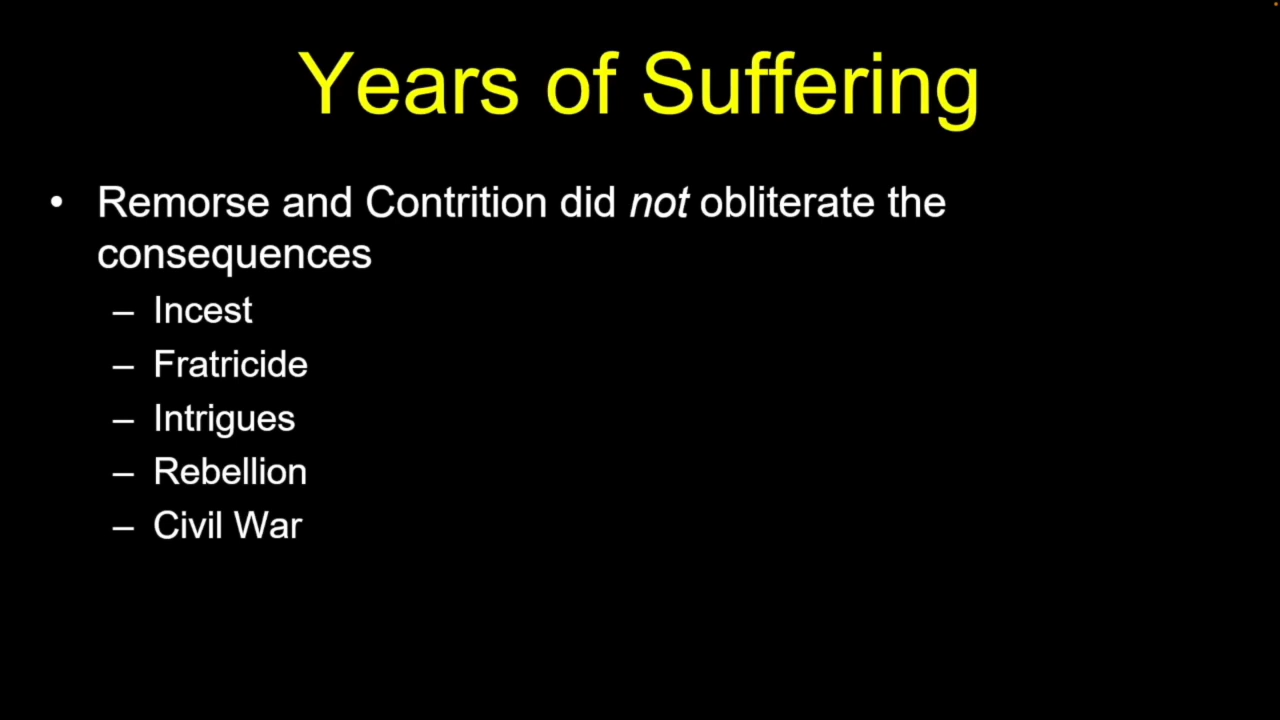 Years of Suffering
• Remorse and Contrition did not obliterate the
consequences
– Incest
– Fratricide
– Intrigues
– Rebellion
– Civil War